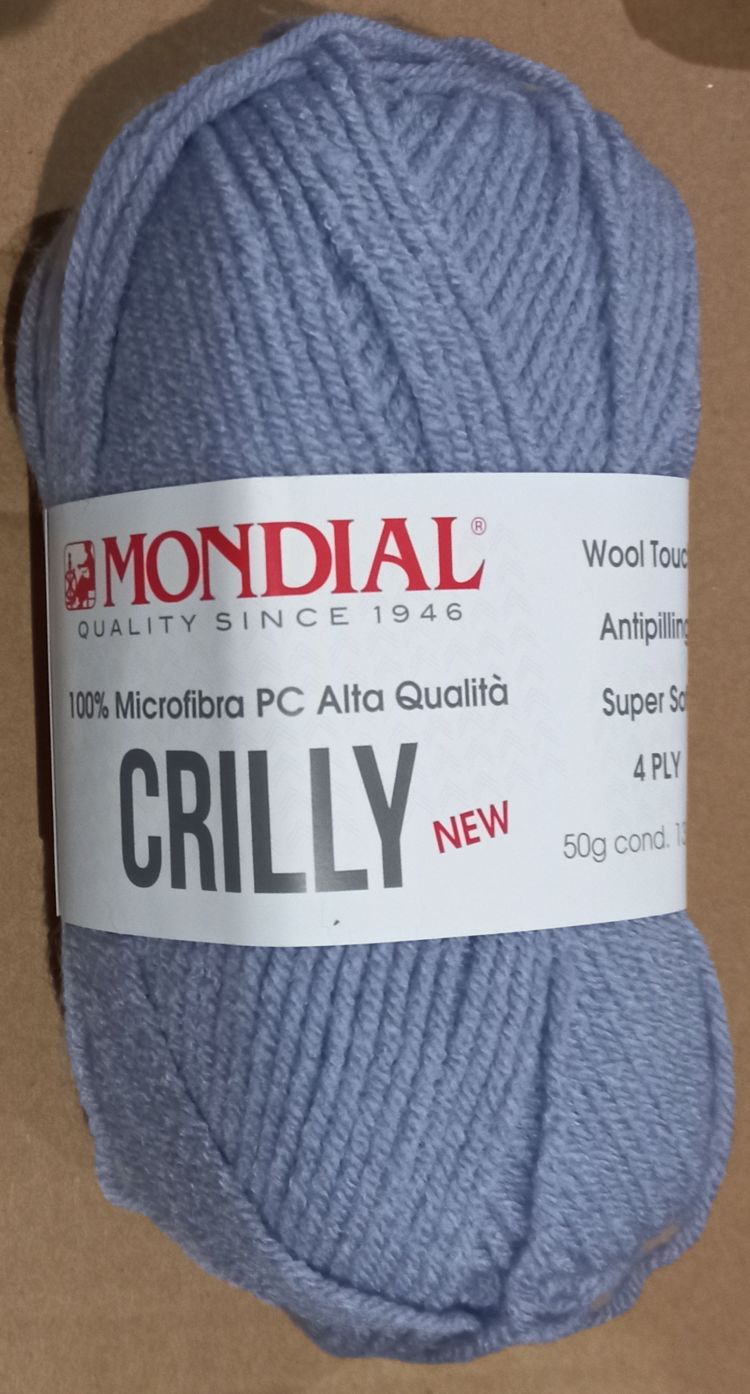 MONDIAL®
QUALITY SINCE 1946
100% Microfibra PC Alta Qualità
CRILLY
NEW
Wool Touc
Antipilling
Super So
4 PLY
50g cond. 13